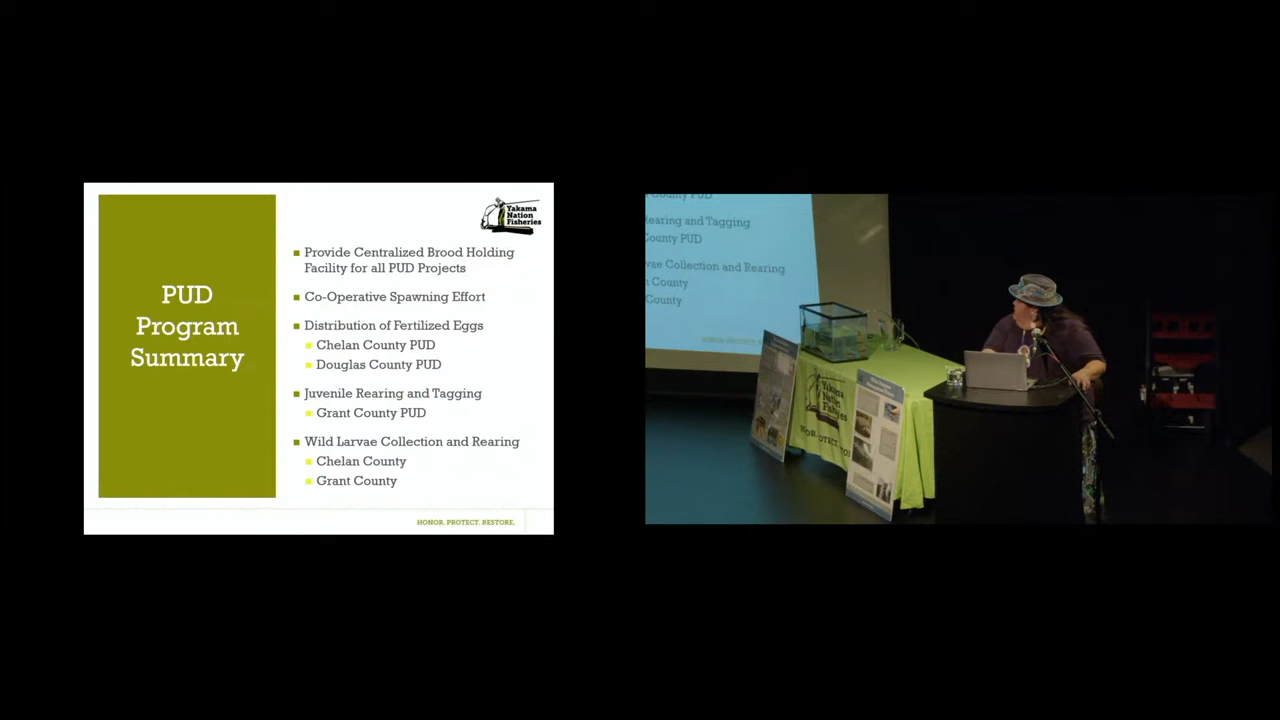 PUD
Program
Summary
Yakama
Nation
Fisheries
Provide Centralized Brood Holding
Facility for all PUD Projects
Co-Operative Spawning Effort
Distribution of Fertilized Eggs
Chelan County PUD
Douglas County PUD
Juvenile Rearing and Tagging
Grant County PUD
Wild Larvae Collection and Rearing
Chelan County
Grant County
HONOR. PROTECT. RESTORE.
County PUD
Rearing and Tagging
County PUD
vae Collection and Rearing
n County
County
Yakama
Nation
Fisheries